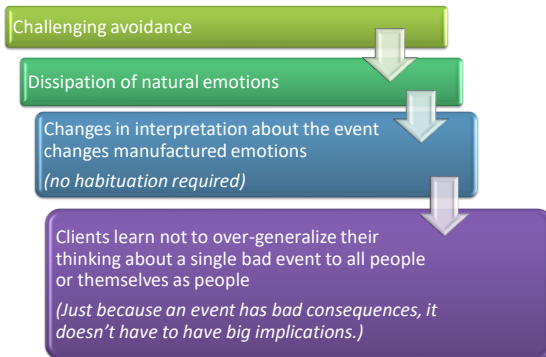 Challenging avoidance
Dissipation of natural emotions
Changes in interpretation about the event
changes manufactured emotions
(no habituation required)
Clients learn not to over-generalize their
thinking about a single bad event to all people
or themselves as people
(Just because an event has bad consequences, it
doesn't have to have big implications.)